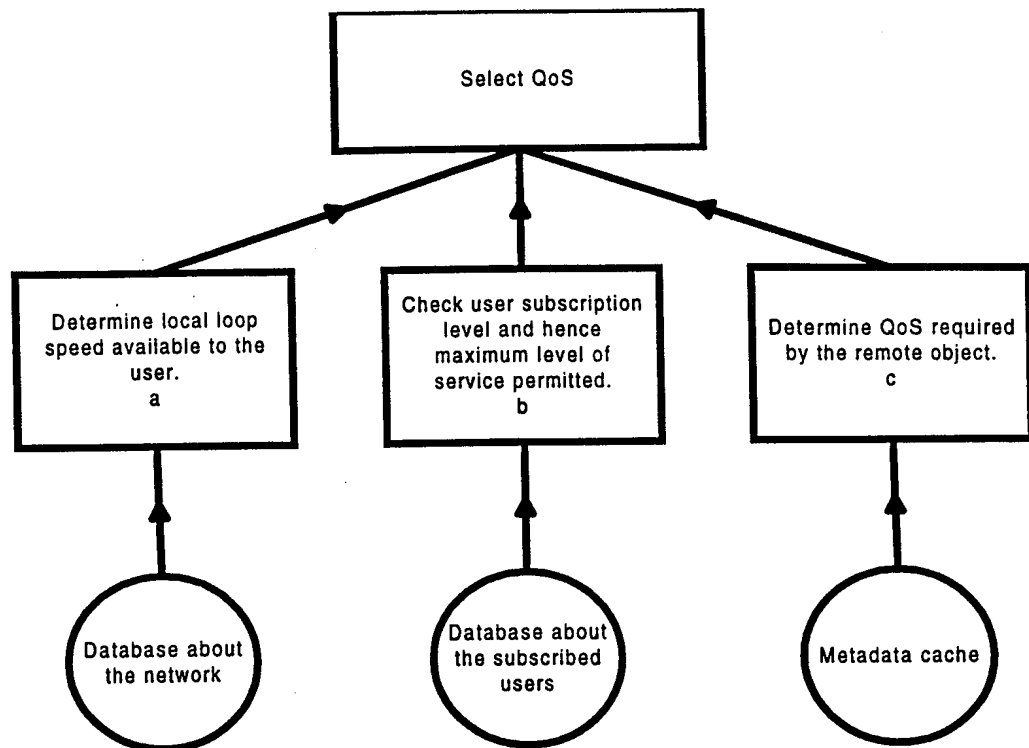 Select QoS
Determine local loop
speed available to the
user.
a
Check user subscription
level and hence
maximum level of
service permitted.
b
Determine QoS required
by the remote object.
c
Database about
the network
Database about
the subscribed
users
Metadata cache